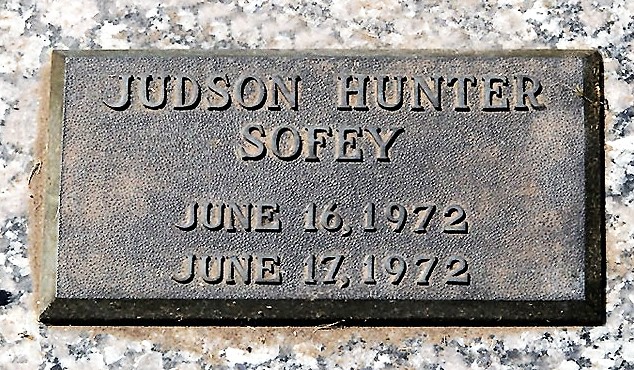 JUDSON HUNTER
SOFEY
JUNE 16, 1972
JUNE 17, 1972